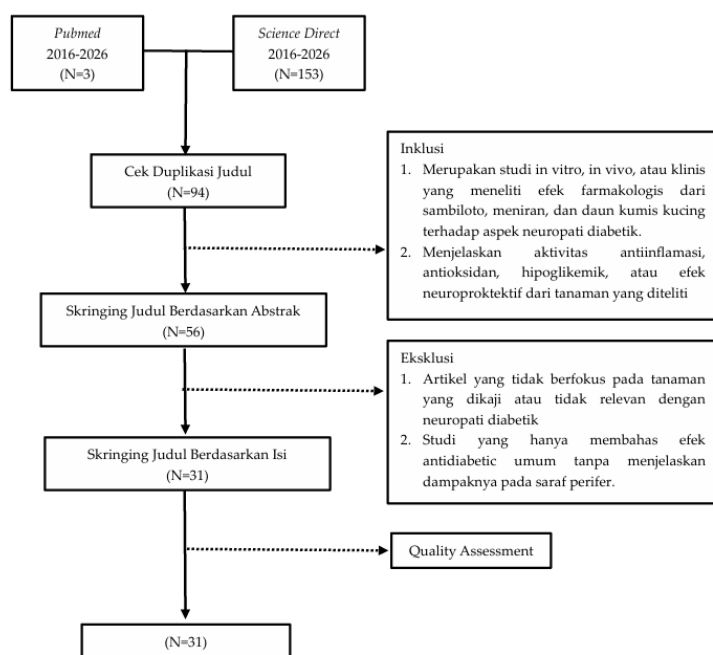 Pubmed
2016-2026
(N=3)
Science Direct
2016-2026
(N=153)
Cek Duplikasi Judul
(N=94)
Inklusi
1. Merupakan studi in vitro, in vivo, atau klinis
yang meneliti efek farmakologis dari
sambiloto, meniran, dan daun kumis kucing
terhadap aspek neuropati diabetik.
2. Menjelaskan aktivitas antiinflamasi,
antioksidan, hipoglikemik, atau efek
neuroproktektif dari tanaman yang diteliti
Skringing Judul Berdasarkan Abstrak
(N=56)
Eksklusi
1. Artikel yang tidak berfokus pada tanaman
yang dikaji atau tidak relevan dengan
neuropati diabetik
2. Studi yang hanya membahas efek
antidiabetic umum tanpa menjelaskan
dampaknya pada saraf perifer.
Skringing Judul Berdasarkan Isi
(N=31)
Quality Assessment
(N=31)